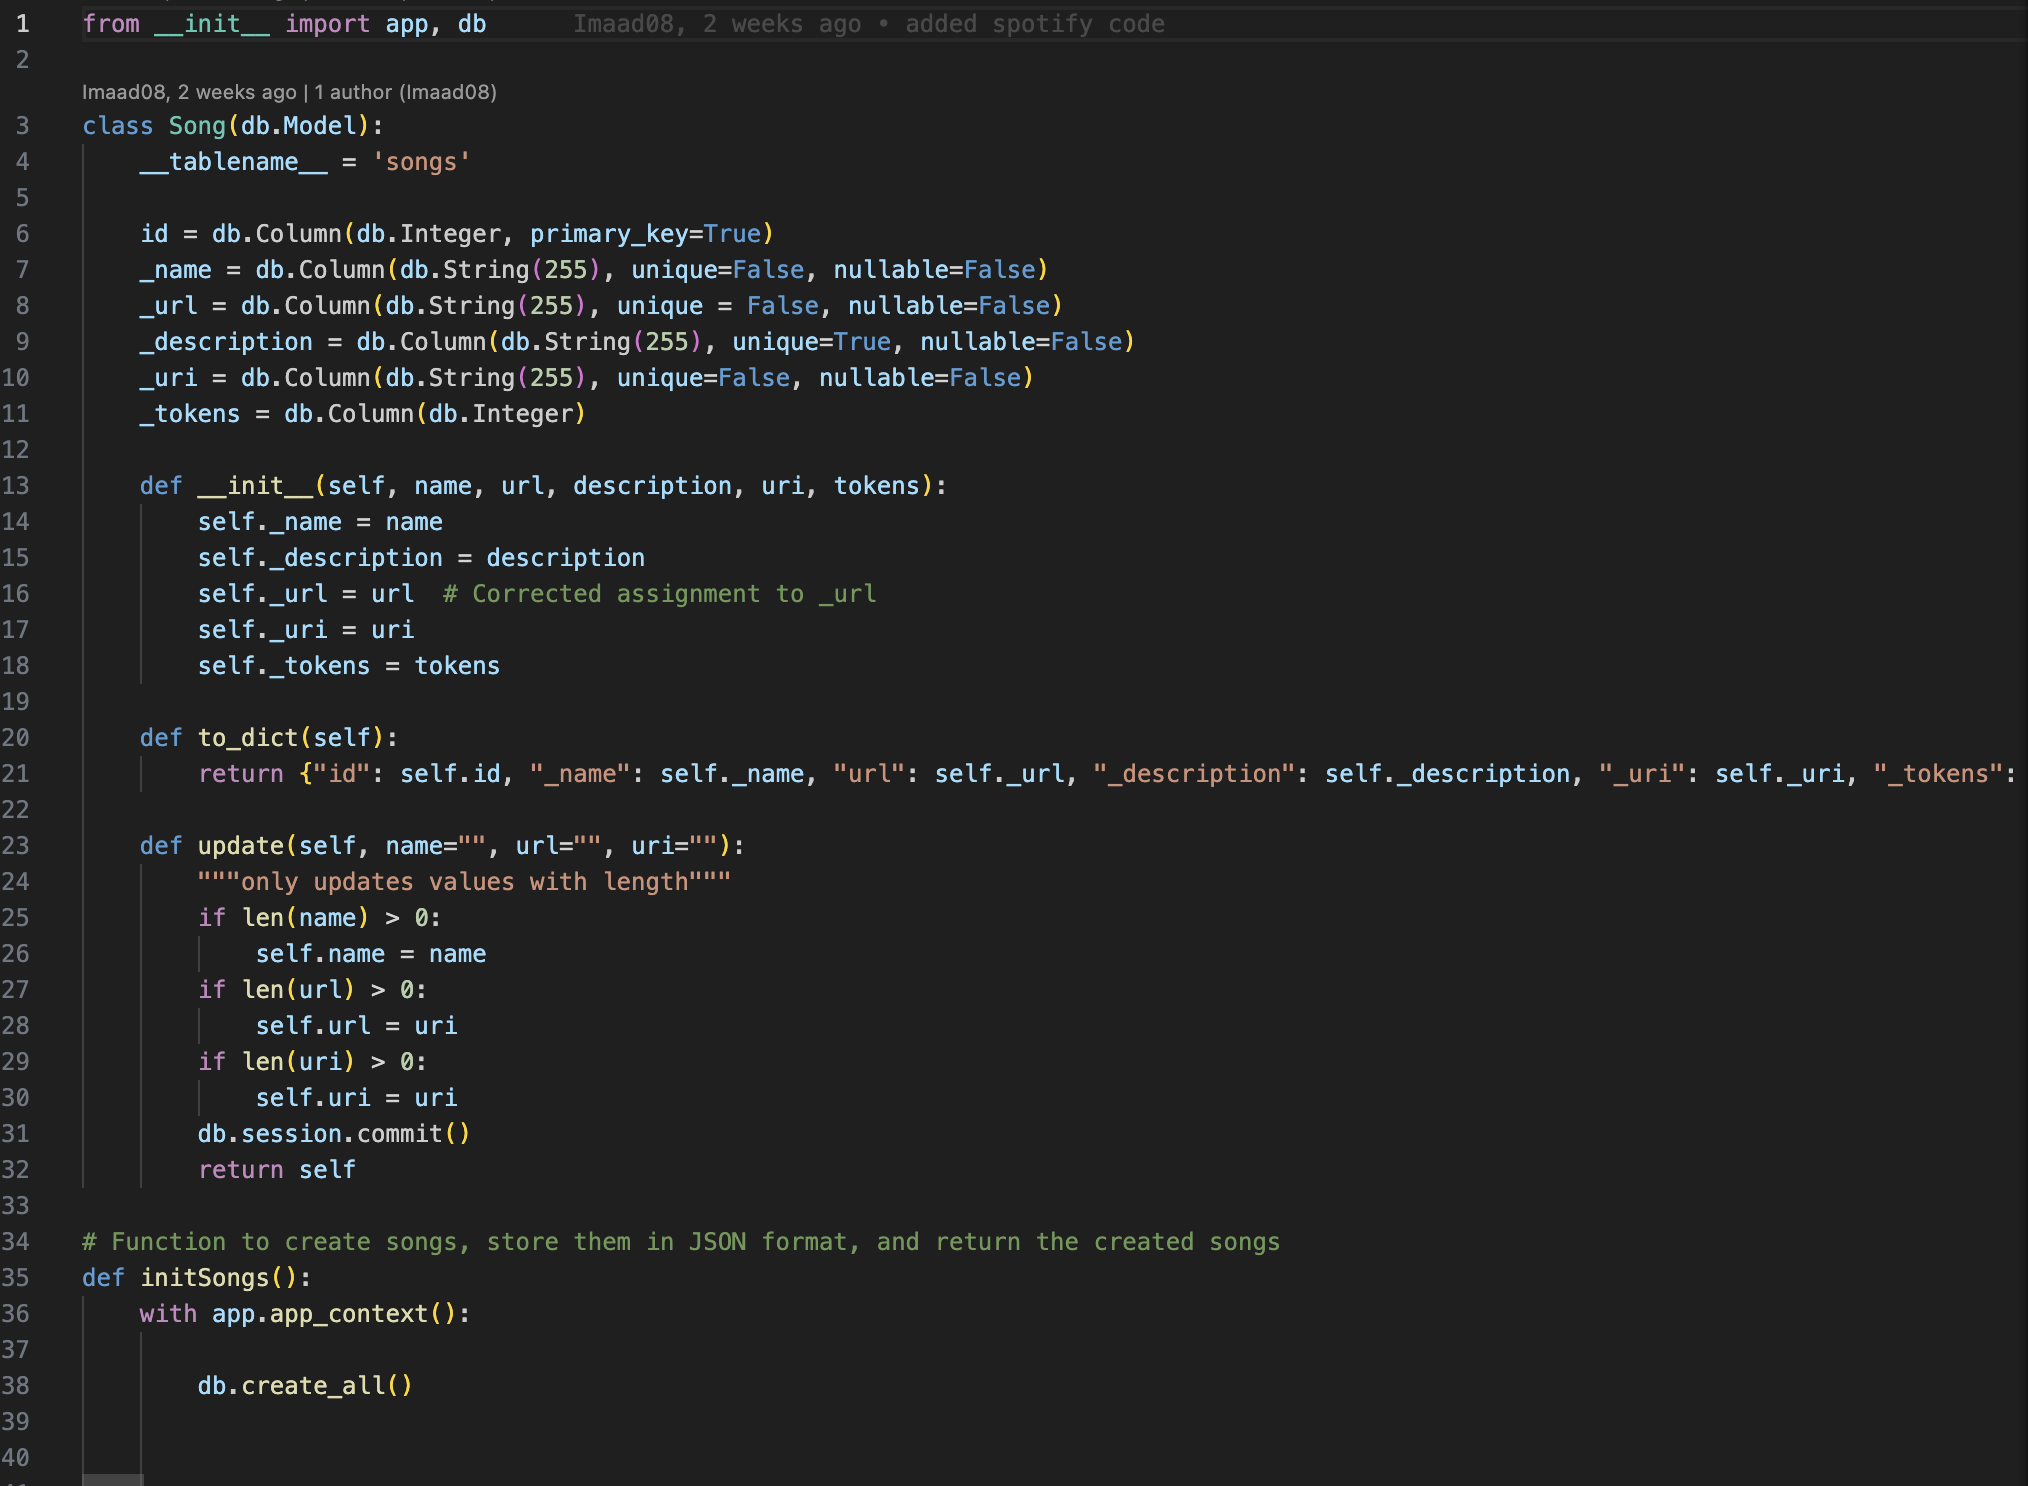 1 from __init__ import app, db Imaad08, 2 weeks ago • added spotify code
2
Imaad08, 2 weeks ago | 1 author (Imaad08)
3 class Song(db.Model):
4 __tablename__ = 'songs'
5
6 id = db.Column(db.Integer, primary_key=True)
7 _name = db.Column(db.String(255), unique=False, nullable=False)
8 _url = db.Column(db.String(255), unique = False, nullable=False)
9 _description = db.Column(db.String(255), unique=True, nullable=False)
10 _uri = db.Column(db.String(255), unique=False, nullable=False)
11 _tokens = db.Column(db.Integer)
12
13 def __init__(self, name, url, description, uri, tokens):
14 self._name = name
15 self._description = description
16 self._url = url # Corrected assignment to _url
17 self._uri = uri
18 self._tokens = tokens
19
20 def to_dict(self):
21 return {"id": self.id, "_name": self._name, "url": self._url, "_description": self._description, "_uri": self._uri, "_tokens":
22
23 def update(self, name="", url="", uri=""):
24 """only updates values with length"""
25 if len(name) > 0:
26 self.name = name
27 if len(url) > 0:
28 self.url = uri
29 if len(uri) > 0:
30 self.uri = uri
31 db.session.commit()
32 return self
33
34 # Function to create songs, store them in JSON format, and return the created songs
35 def initSongs():
36 with app.app_context():
37
38 db.create_all()
39
40